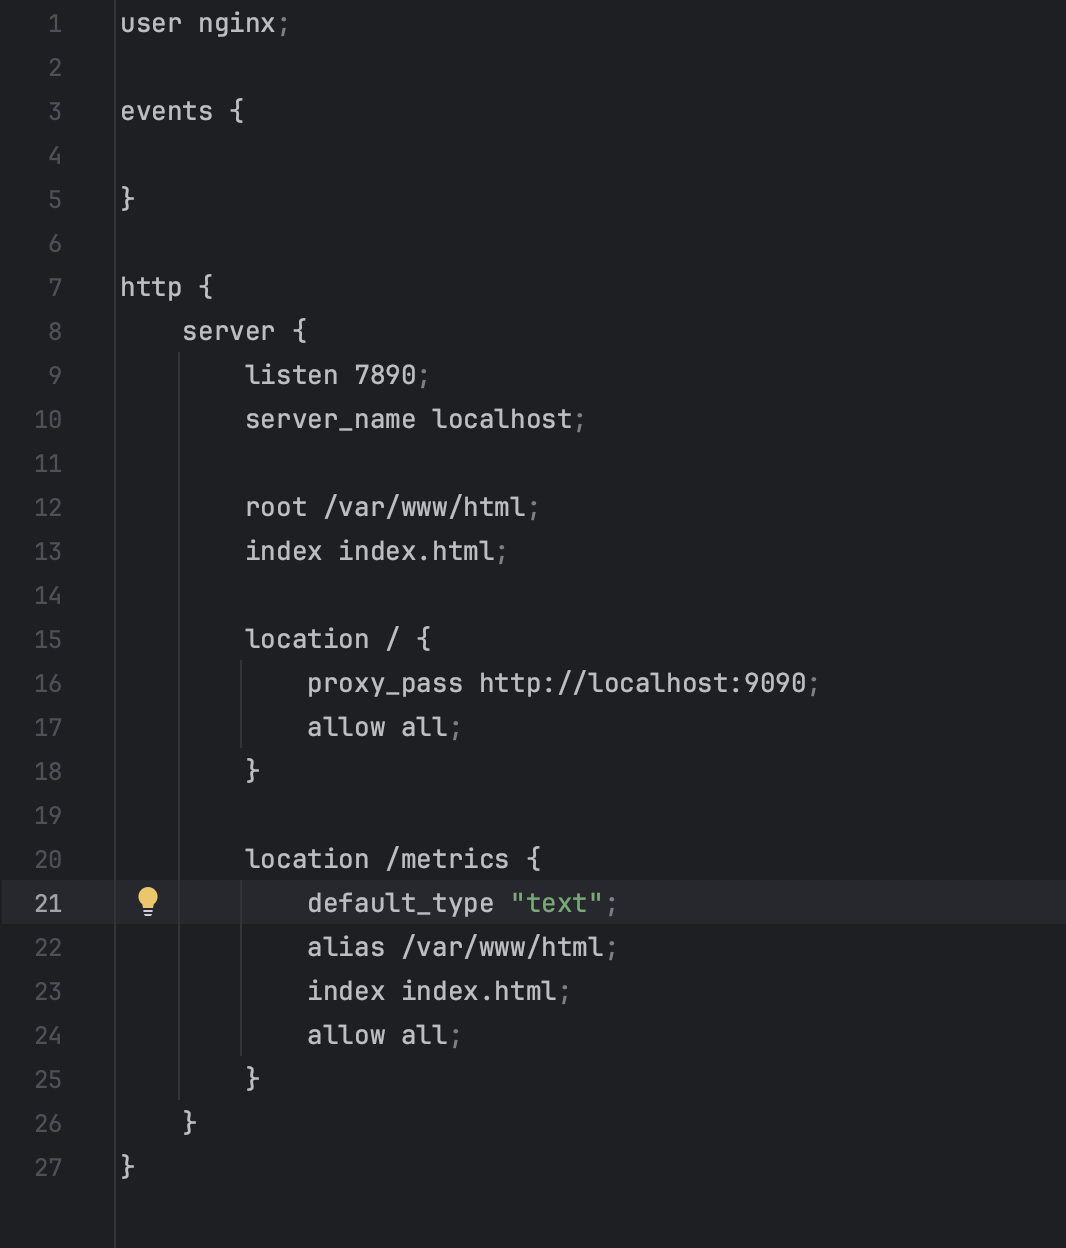 1 user nginx;
2
3 events {
4
5 }
6
7 http {
8     server {
9         listen 7890;
10         server_name localhost;
11
12         root /var/www/html;
13         index index.html;
14
15         location / {
16             proxy_pass http://localhost:9090;
17             allow all;
18         }
19
20         location /metrics {
21             default_type "text";
22             alias /var/www/html;
23             index index.html;
24             allow all;
25         }
26     }
27 }